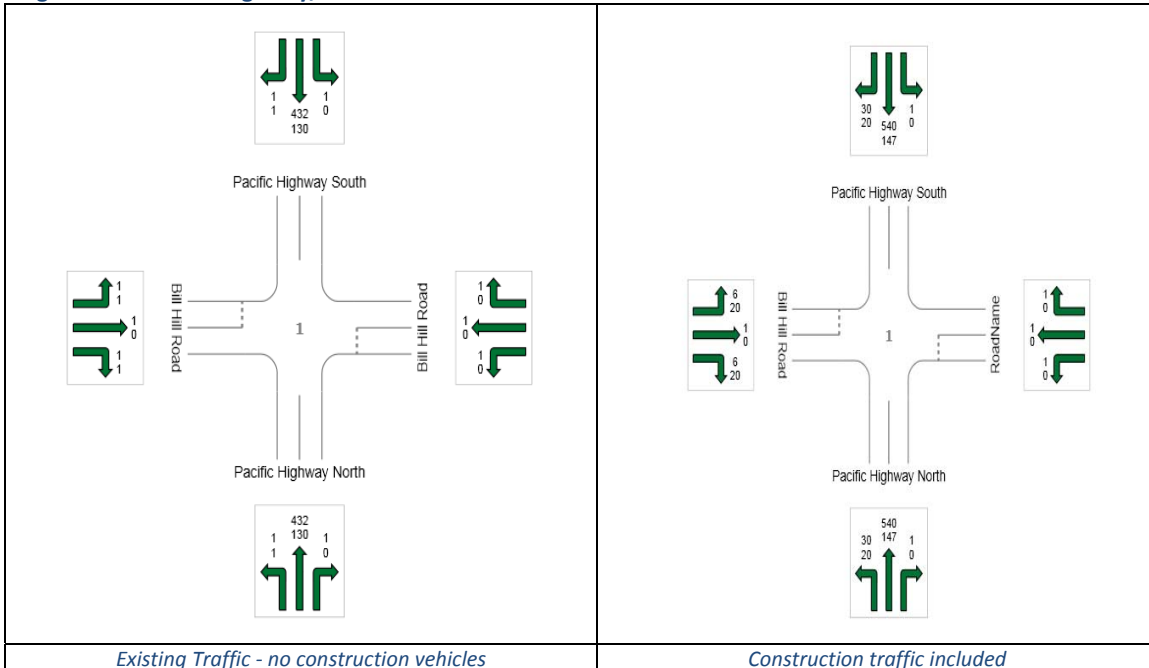 1 432 1
1 130 0
Pacific Highway South
1
1
1
0
1
1
Bill Hill Road
1
Bill Hill Road
1
0
1
0
1
0
Pacific Highway North
432
1 130 1
1 0
Existing Traffic - no construction vehicles
30 540 1
20 147 0
Pacific Highway South
6
20
1
0
6
20
Bill Hill Road
1
RoadName
1
0
1
0
1
0
Pacific Highway North
540
30 147 1
20 0
Construction traffic included